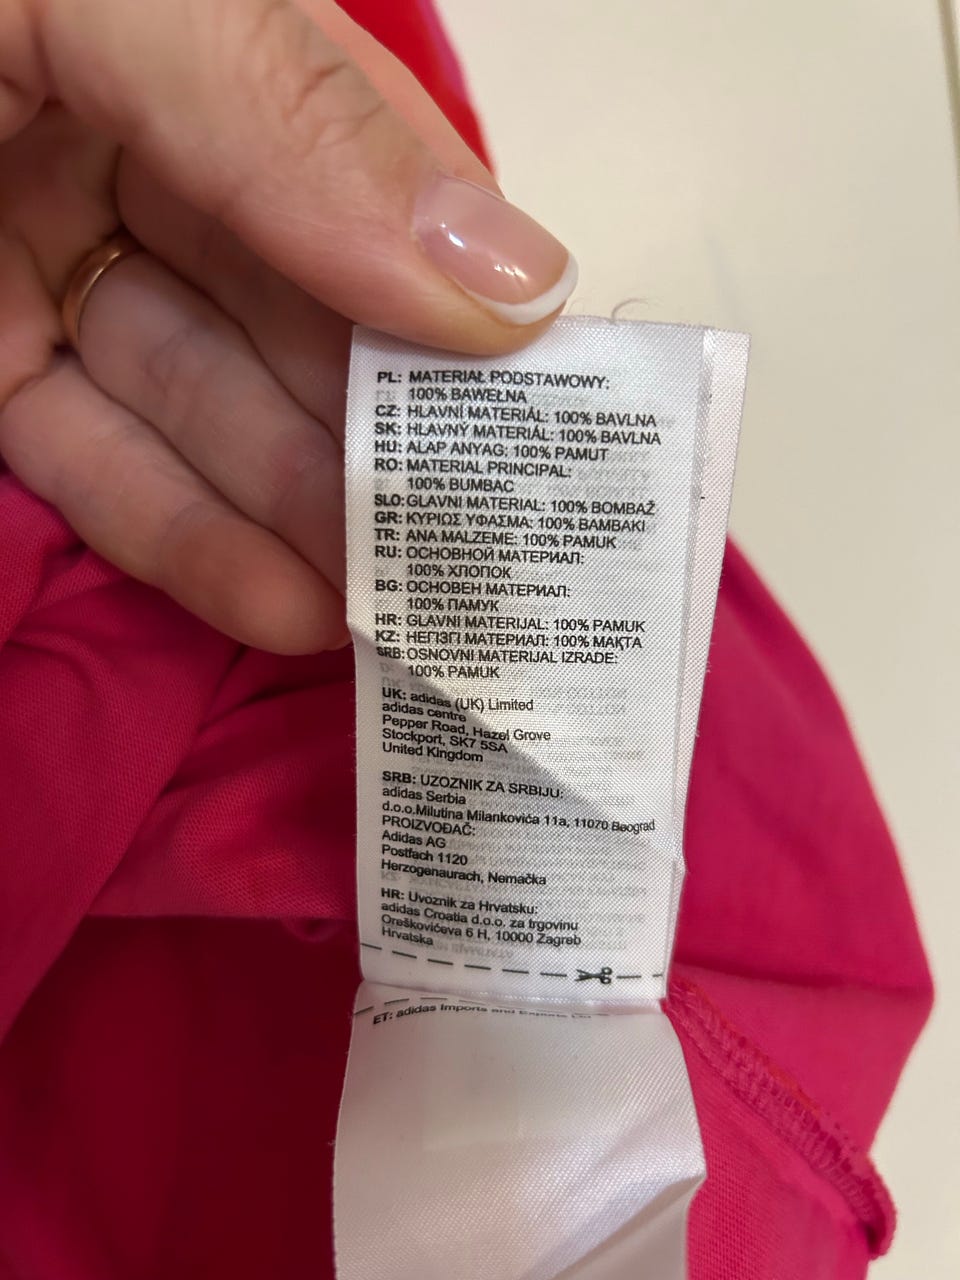 PL: MATERIAŁ PODSTAWOWY:
100% BAWEŁNA
CZ: HLAVNÍ MATERIÁL: 100% BAVLNA
SK: HLAVNÝ MATERIÁL: 100% BAVLNA
HU: ALAP ANYAG: 100% PAMUT
RO: MATERIAL PRINCIPAL:
100% BUMBAC
SLO: GLAVNI MATERIAL: 100% BOMBAŽ
GR: ΚΥΡΙΩΣ ΥΦΑΣΜΑ: 100% ΒΑΜΒΑΚΙ
TR: ANA MALZEME: 100% PAMUK
RU: ОСНОВНОЙ МАТЕРИАЛ:
100% ХЛОПОК
BG: ОСНОВЕН МАТЕРИАЛ:
100% ПАМУК
HR: GLAVNI MATERIJAL: 100% PAMUK
KZ: НЕГІЗГІ МАТЕРИАЛ: 100% МАҚТА
SRB: OSNOVNI MATERIJAL IZRADE:
100% PAMUK
UK: adidas (UK) Limited
adidas centre
Pepper Road, Hazel Grove
Stockport, SK7 5SA
United Kingdom
SRB: UZOZNIK ZA SRBIJU:
adidas Serbia
d.o.o.Milutina Milankovića 11a, 11070 Beograd
PROIZVOĐAČ:
Adidas AG
Postfach 1120
Herzogenaurach, Nemačka
HR: Uvoznik za Hrvatsku:
adidas Croatia d.o.o. za trgovinu
Oreškovićeva 6 H, 10000 Zagreb
Hrvatska
ET: adidas Imports and Exports